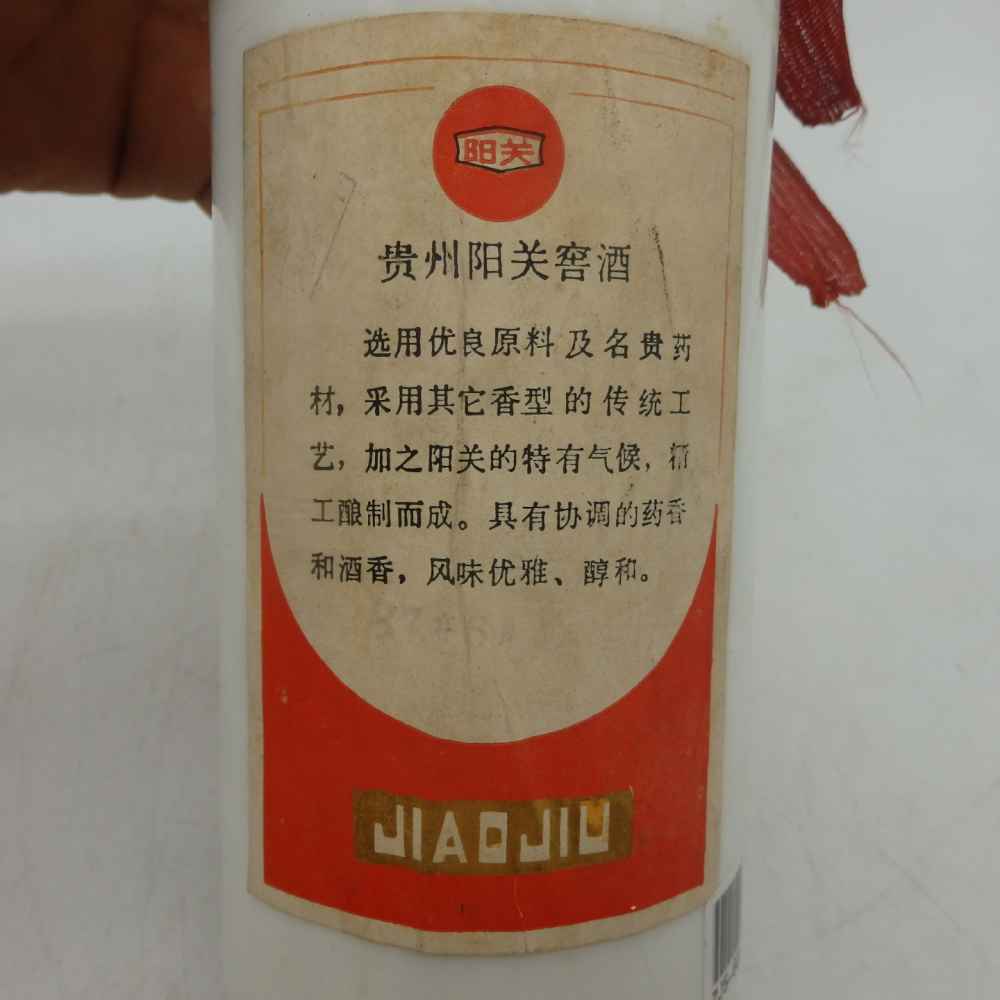 阳关
贵州阳关窖酒
选用优良原料及名贵药
材，采用其它香型的传统工
艺，加之阳关的特有气候，精
工酿制而成。具有协调的药香
和酒香，风味优雅、醇和。
JIAOJIU